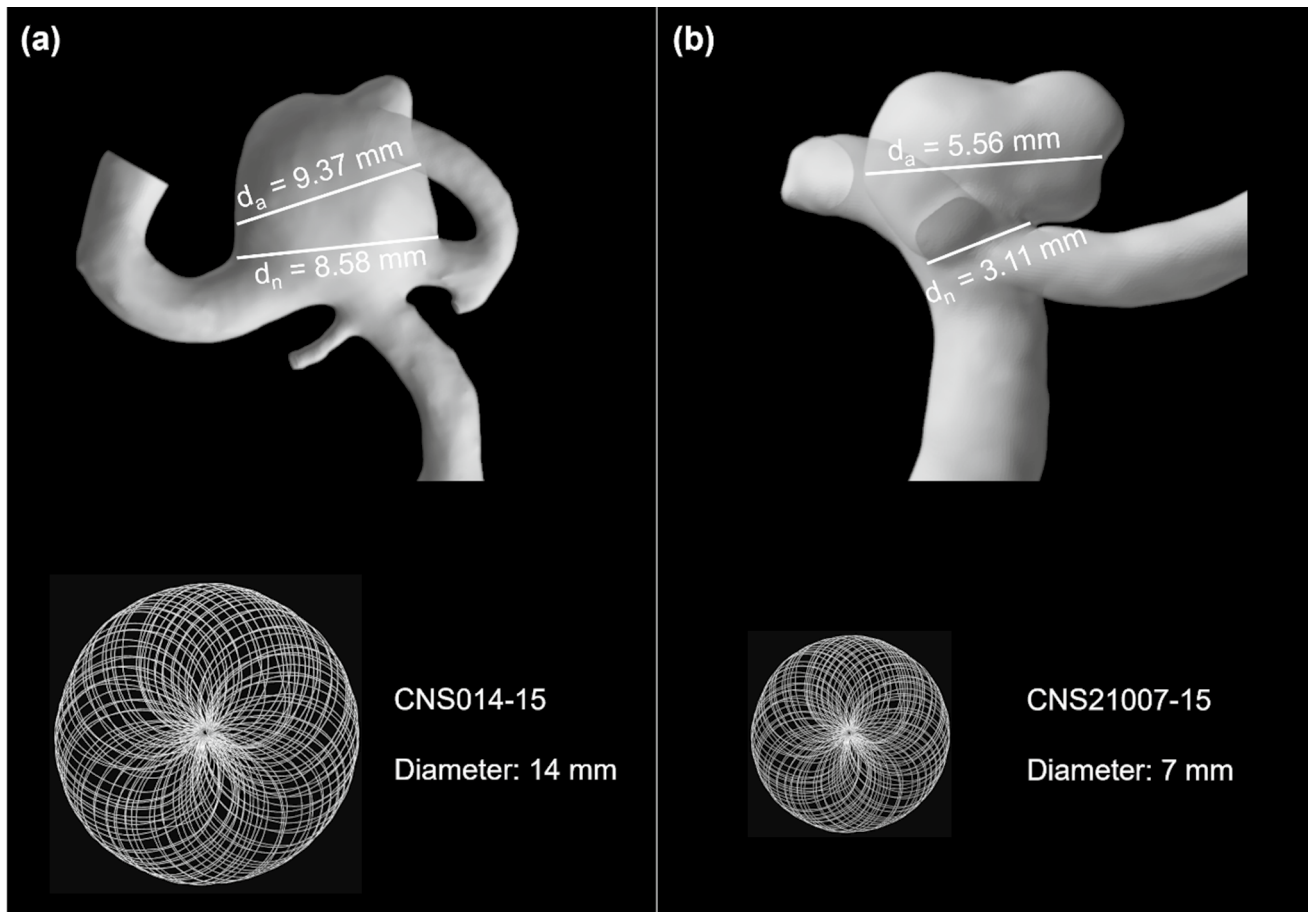 (a)
dₐ = 9.37 mm
dₙ = 8.58 mm
CNS014-15
Diameter: 14 mm
(b)
dₐ = 5.56 mm
dₙ = 3.11 mm
CNS21007-15
Diameter: 7 mm